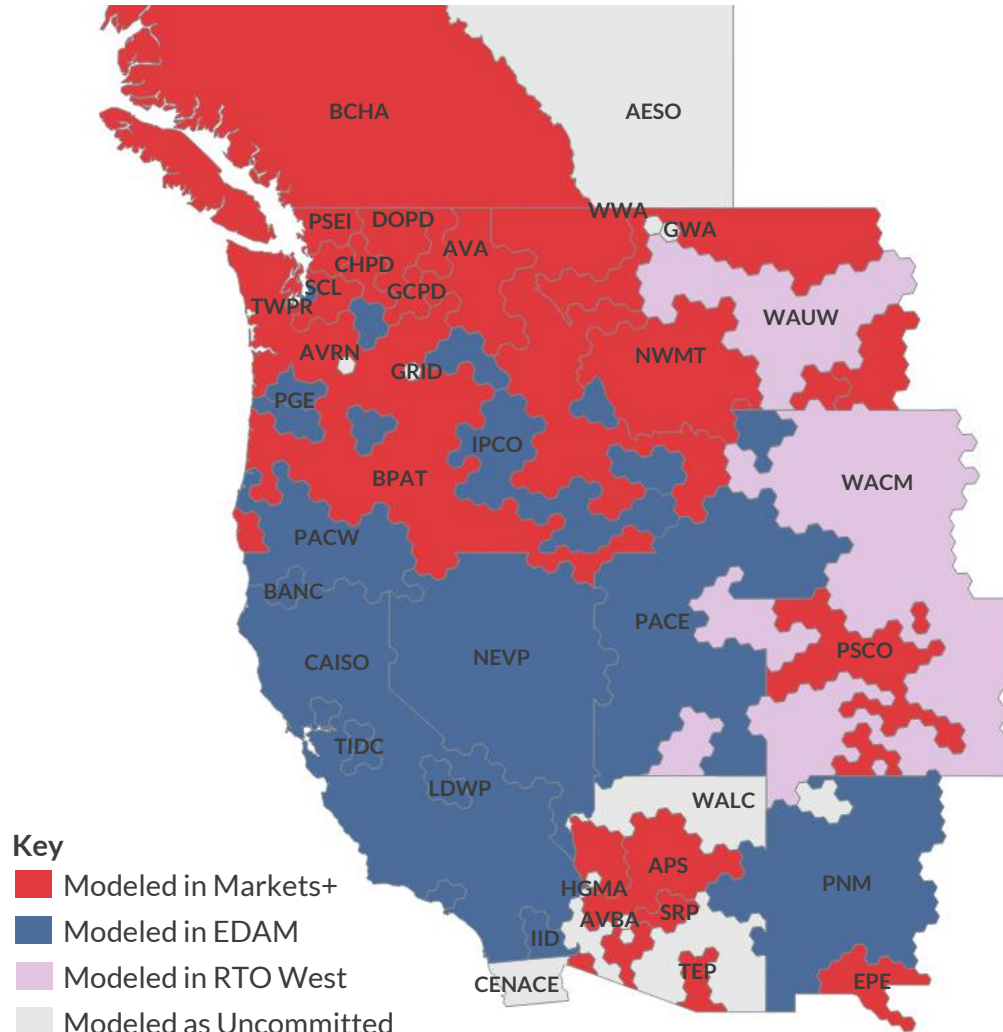 BCHA
AESO
WWA
PSEI
DOPD
GWA
AVA
CHPD
SCL
GCPD
TWPR
WAUW
AVRN
NWMT
GRID
PGE
IPCO
BPAT
WACM
PACW
BANC
PACE
PSCO
CAISO
NEVP
TIDC
LDWP
WALC
Key
Modeled in Markets+
Modeled in EDAM
Modeled in RTO West
Modeled as Uncommitted
APS
HGMA
PNM
AVBA
SRP
IID
TEP
CENACE
EPE